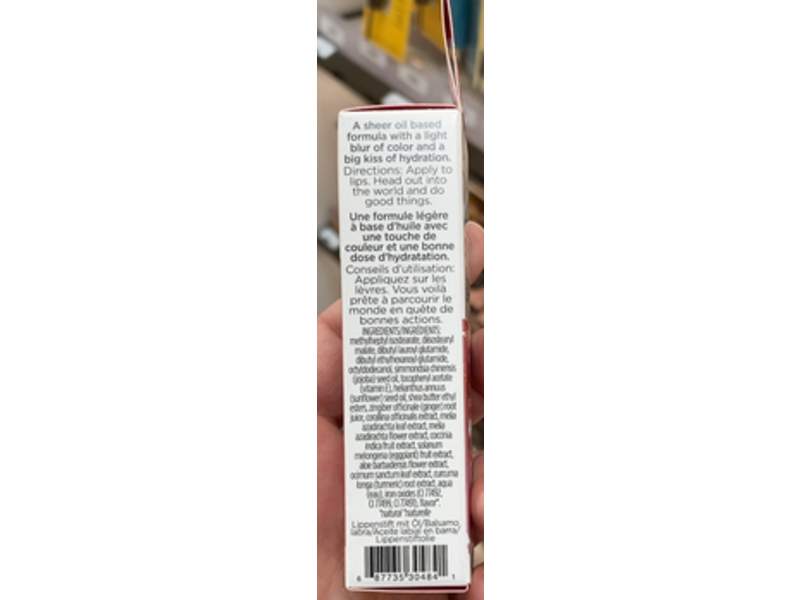 A sheer oil based
formula with a light
blur of color and a
big kiss of hydration.
Directions: Apply to
lips. Head out into
the world and do
good things.
Une formule légère
à base d'huile avec
une touche de
couleur et une bonne
dose d'hydratation.
Conseils d'utilisation:
Appliquez sur les
lèvres. Vous voilà
prête à parcourir le
monde en quête de
bonnes actions.
INGREDIENTS/INGRÉDIENTS:
methylheptyl isostearate, diisostearyl
malate, dibutyl lauroyl glutamide,
dibutyl ethylhexanoyl glutamide,
octyldodecanol, simmondsia chinensis
(jojoba) seed oil, tocopheryl acetate
(vitamin E), helianthus annuus
(sunflower) seed oil, shea butter ethyl
esters, zingiber officinale (ginger) root
juice, corallina officinalis extract, melia
azadirachta leaf extract, melia
azadirachta flower extract, coccinia
indica fruit extract, solanum
melongena (eggplant) fruit extract,
aloe barbadensis flower extract,
ocimum sanctum leaf extract, curcuma
longa (turmeric) root extract, aqua
(eau), iron oxides (CI 77492,
CI 77499, CI 77491), flavor*.
*natural *naturelle
Lippenstift mit Öl/Balsamo
labra/Aceite labial en barra/
Lippenstiftolie
6 87735 30484 1